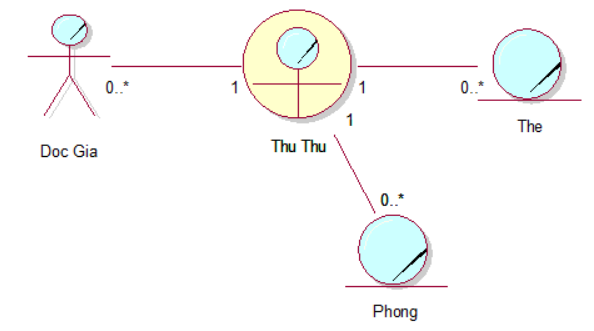 0..*
1
1
0..*
1
Doc Gia
Thu Thu
The
0..*
Phong